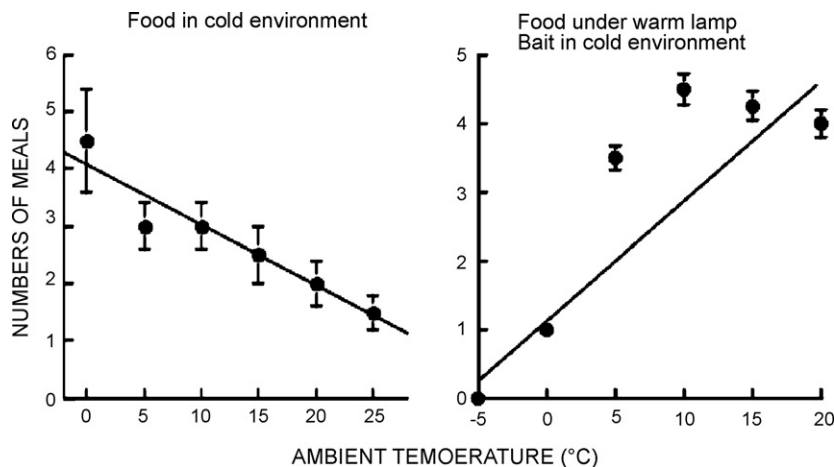 Food in cold environment
Food under warm lamp
Bait in cold environment
NUMBERS OF MEALS
6
5
4
3
2
1
0
0 5 10 15 20 25
5
4
3
2
1
0
-5 0 5 10 15 20
AMBIENT TEMOERATURE (°C)